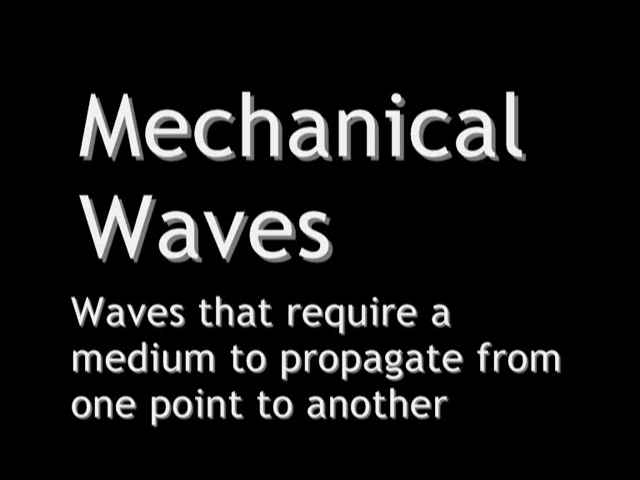 Mechanical
Waves
Waves that require a
medium to propagate from
one point to another